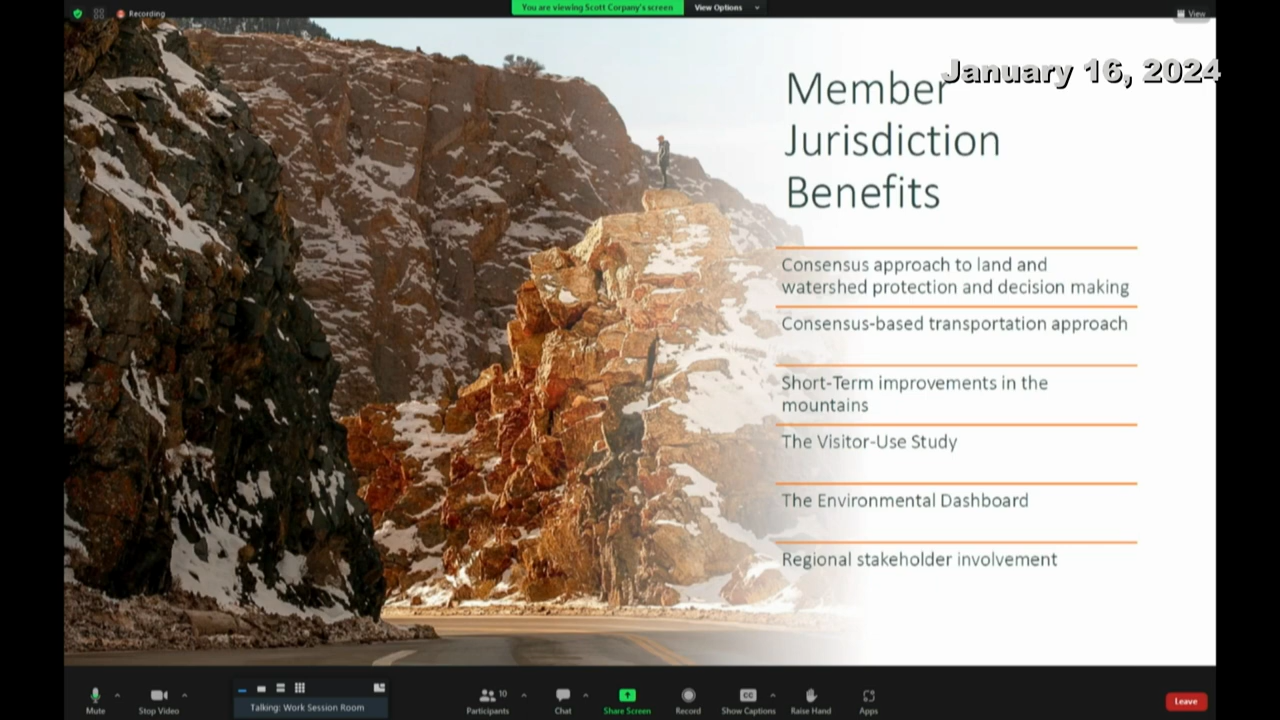 Recording
You are viewing Scott Corpany's screen
View Options
View
January 16, 2024
Member
Jurisdiction
Benefits
Consensus approach to land and
watershed protection and decision making
Consensus-based transportation approach
Short-Term improvements in the
mountains
The Visitor-Use Study
The Environmental Dashboard
Regional stakeholder involvement
Talking: Work Session Room
Mute
Stop Video
Participants
10
Chat
Share Screen
Record
CC
Show Captions
Raise Hand
Apps
Leave